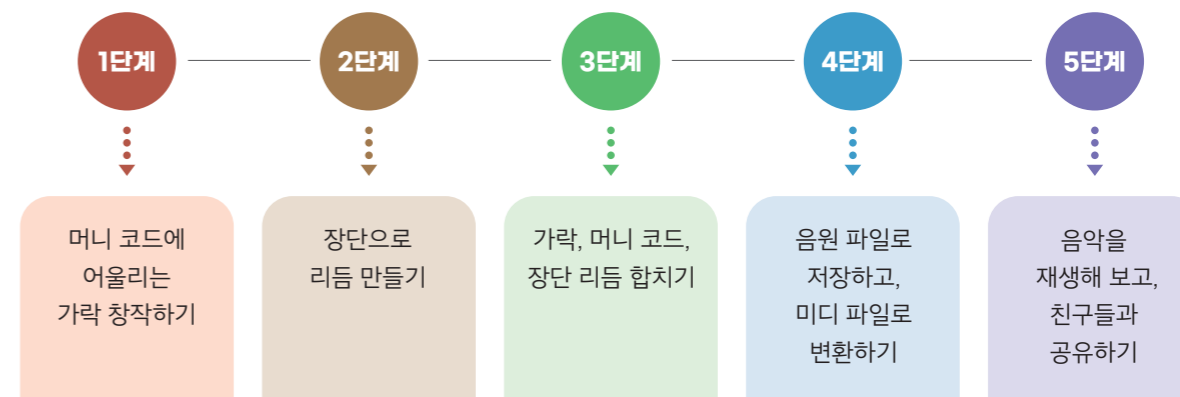 1단계
2단계
3단계
4단계
5단계
머니 코드에
어울리는
가락 창작하기
장단으로
리듬 만들기
가락, 머니 코드,
장단 리듬 합치기
음원 파일로
저장하고,
미디 파일로
변환하기
음악을
재생해 보고,
친구들과
공유하기